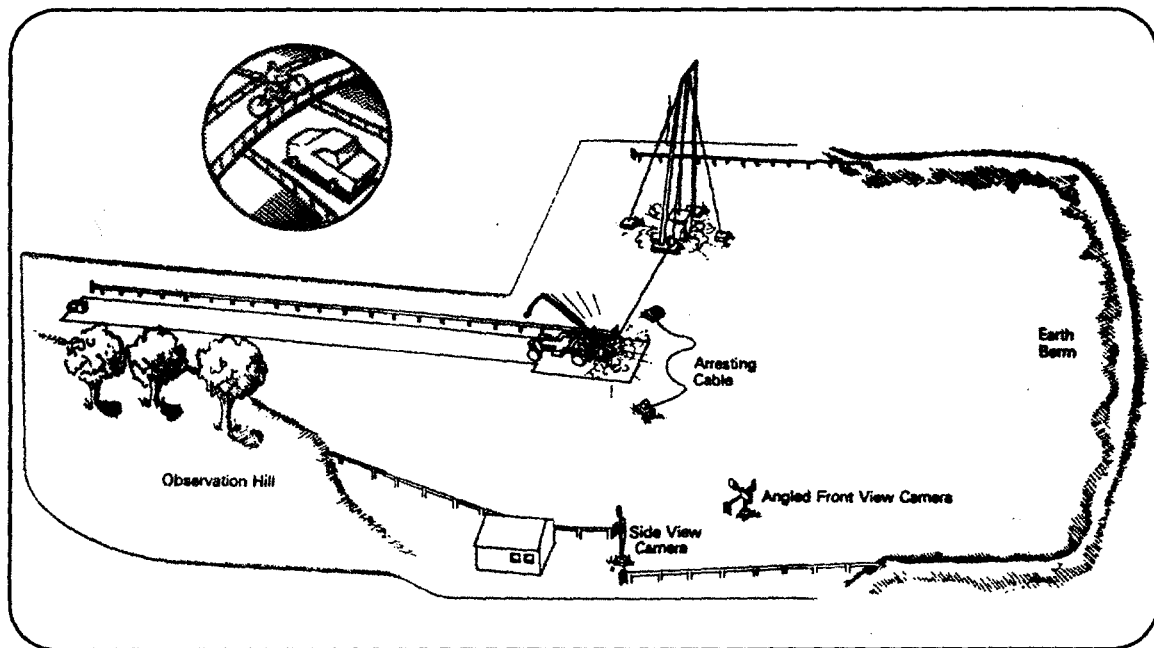 Earth
Berm
Arresting
Cable
Observation Hill
Angled Front View Camera
Side View
Camera